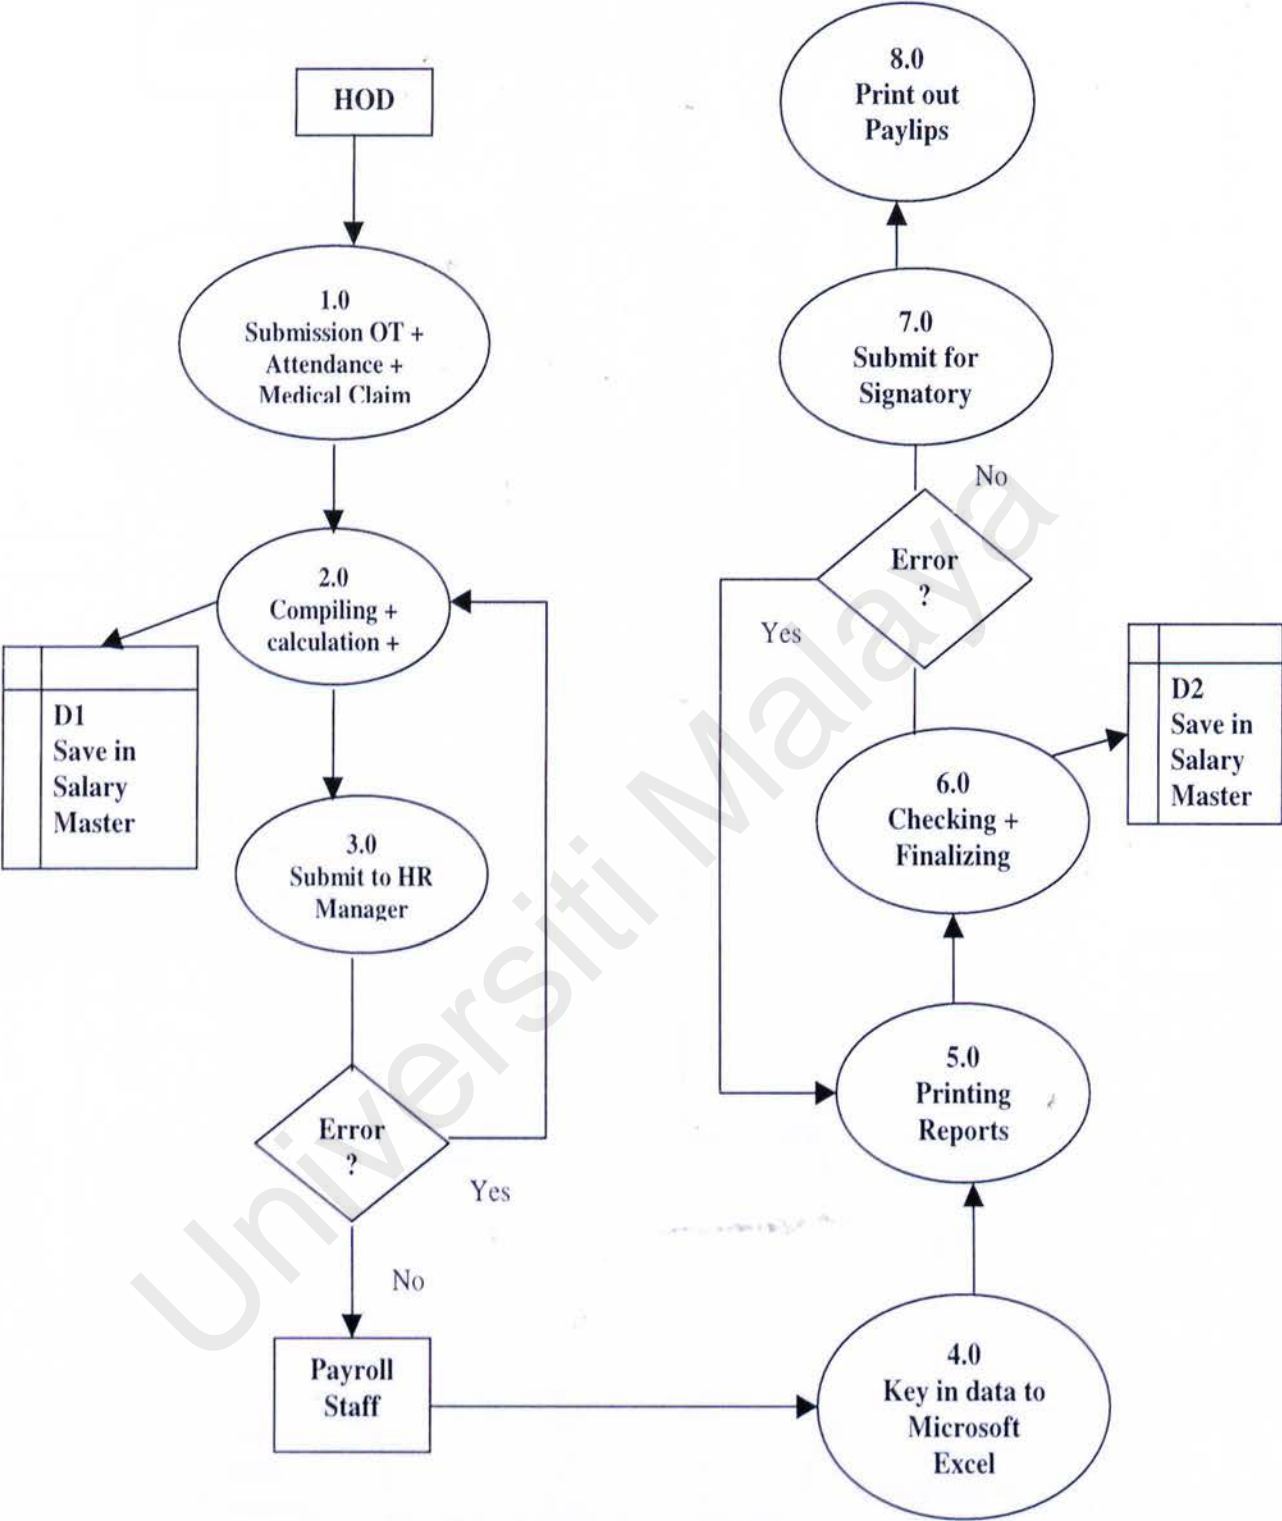 HOD
1.0
Submission OT +
Attendance +
Medical Claim
2.0
Compiling +
calculation +
D1
Save in
Salary
Master
3.0
Submit to HR
Manager
Error
?
Yes
No
Payroll
Staff
4.0
Key in data to
Microsoft
Excel
5.0
Printing
Reports
6.0
Checking +
Finalizing
D2
Save in
Salary
Master
Error
?
Yes
No
7.0
Submit for
Signatory
8.0
Print out
Paylips
Universiti Malaya